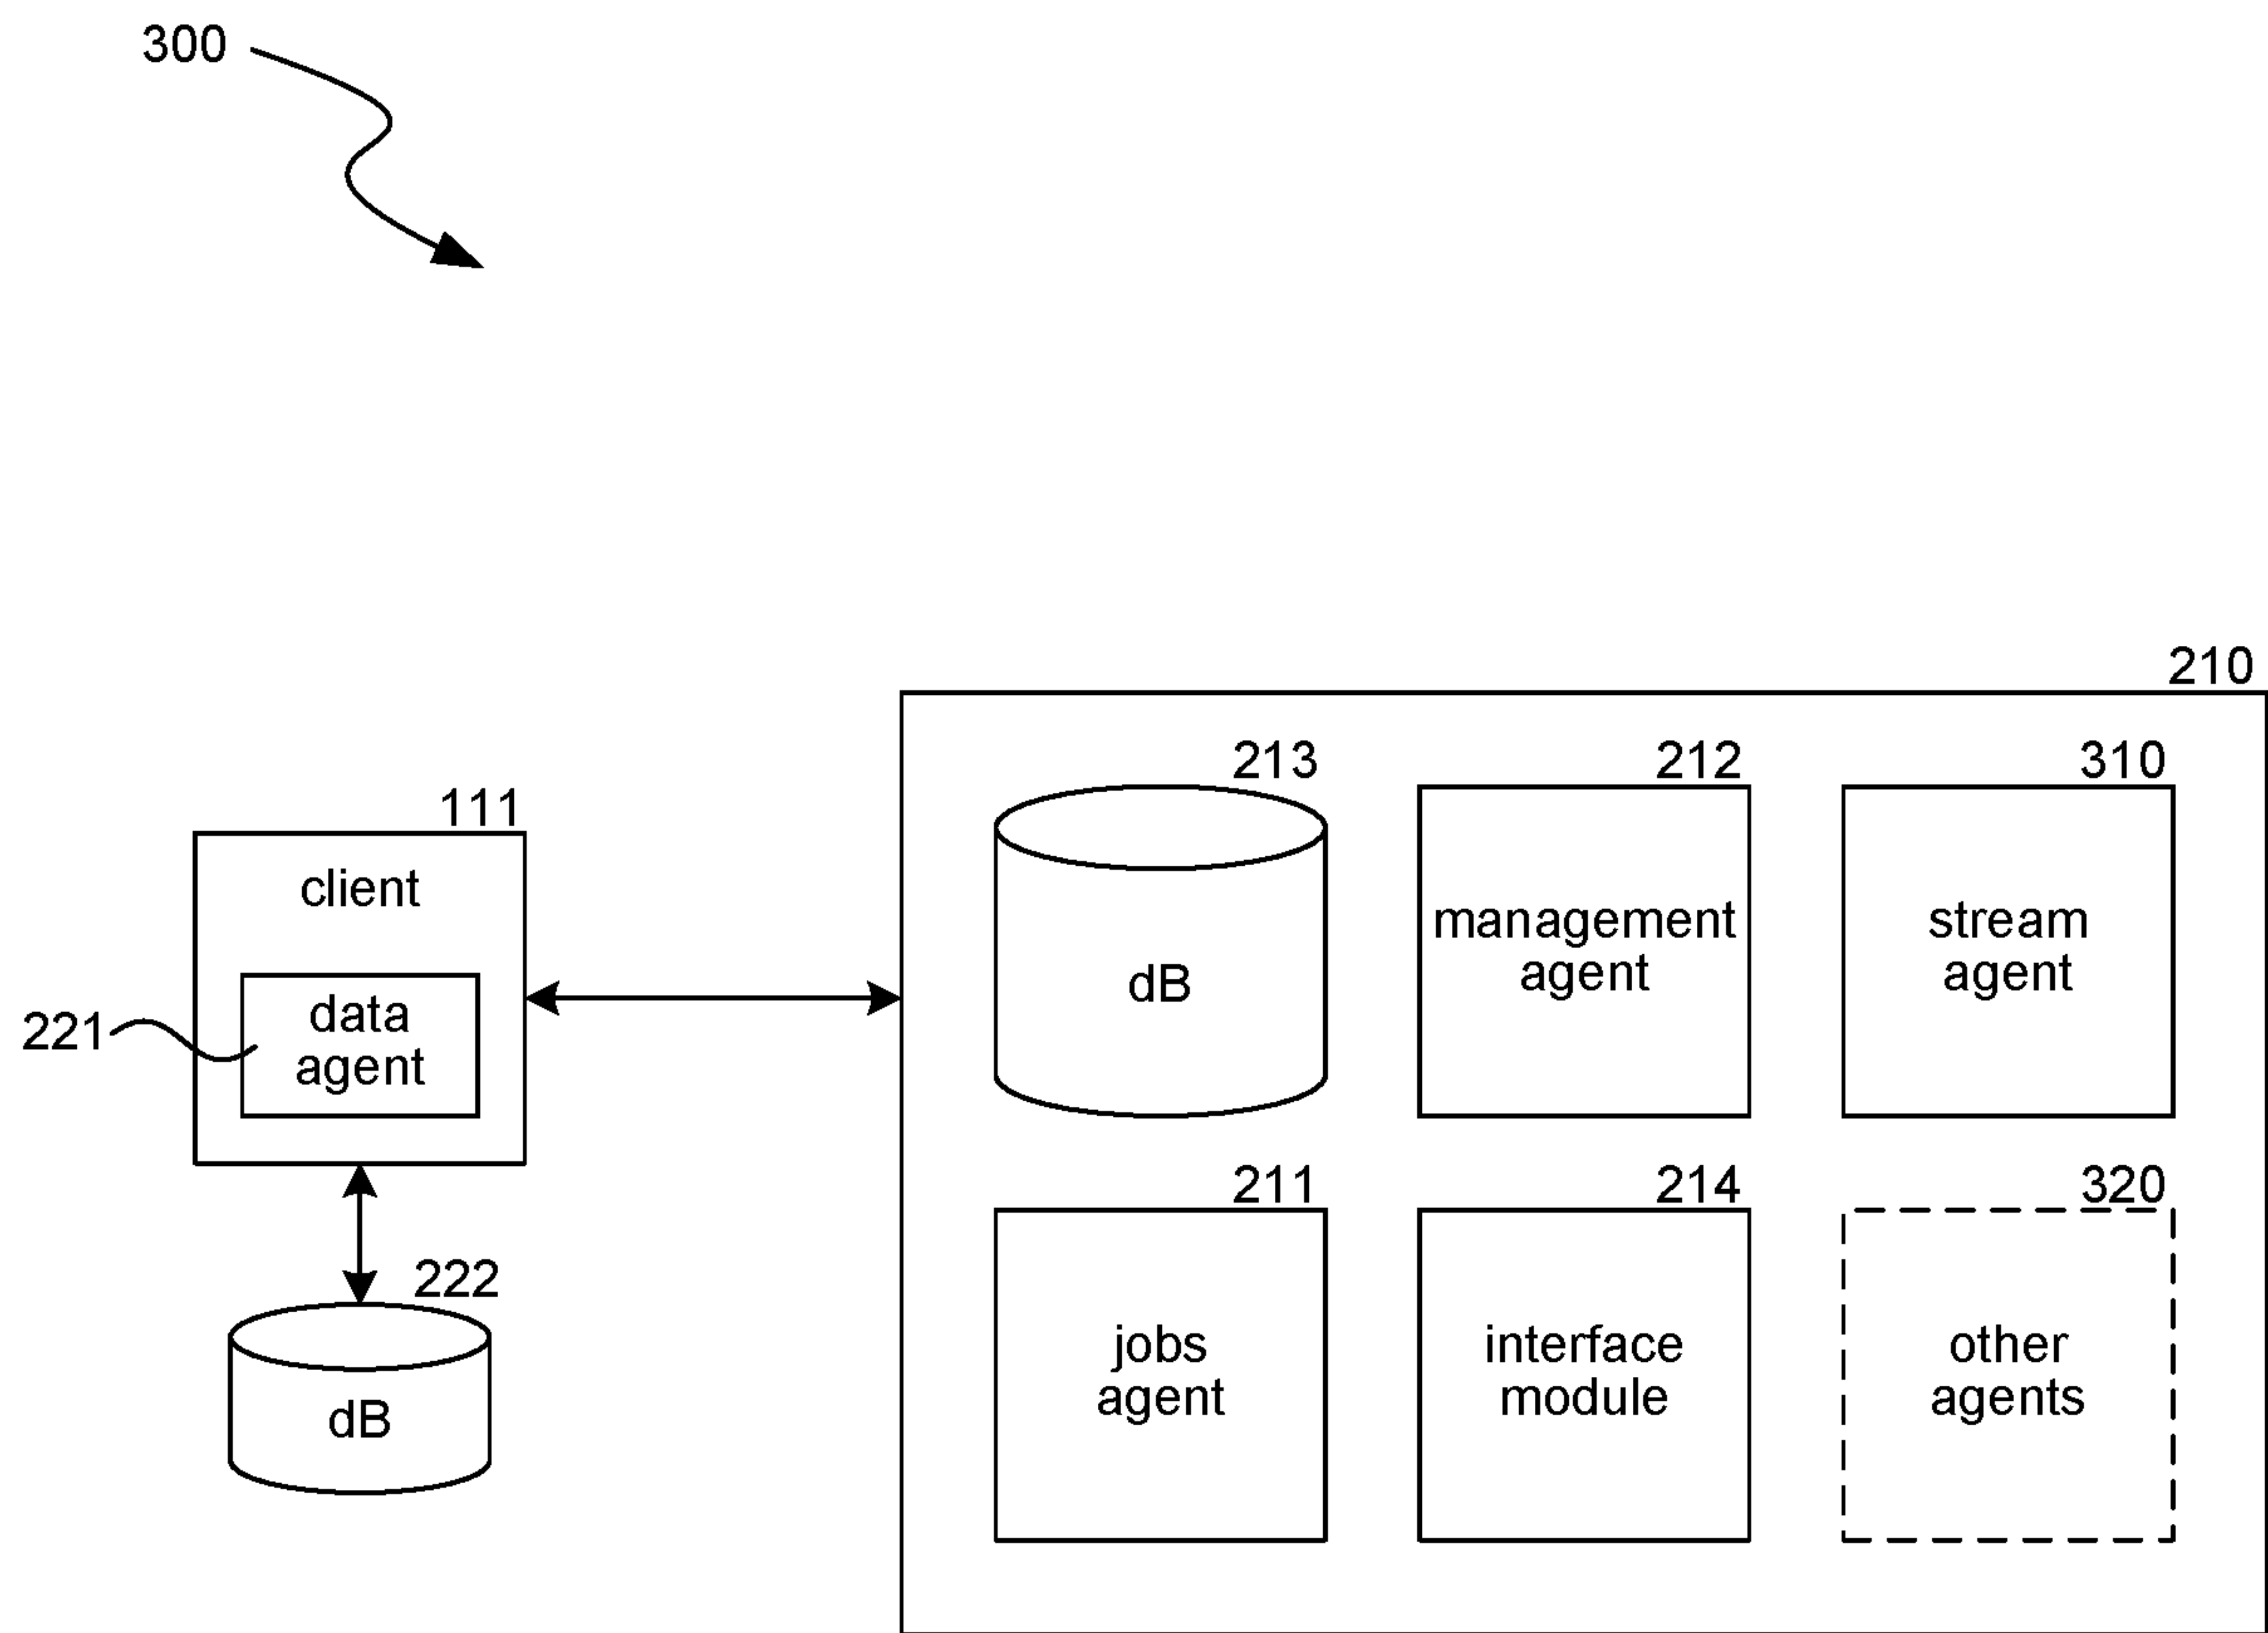 300
210
213
212
310
111
client
management
agent
stream
agent
dB
data
agent
221
211
214
320
222
jobs
agent
interface
module
other
agents
dB